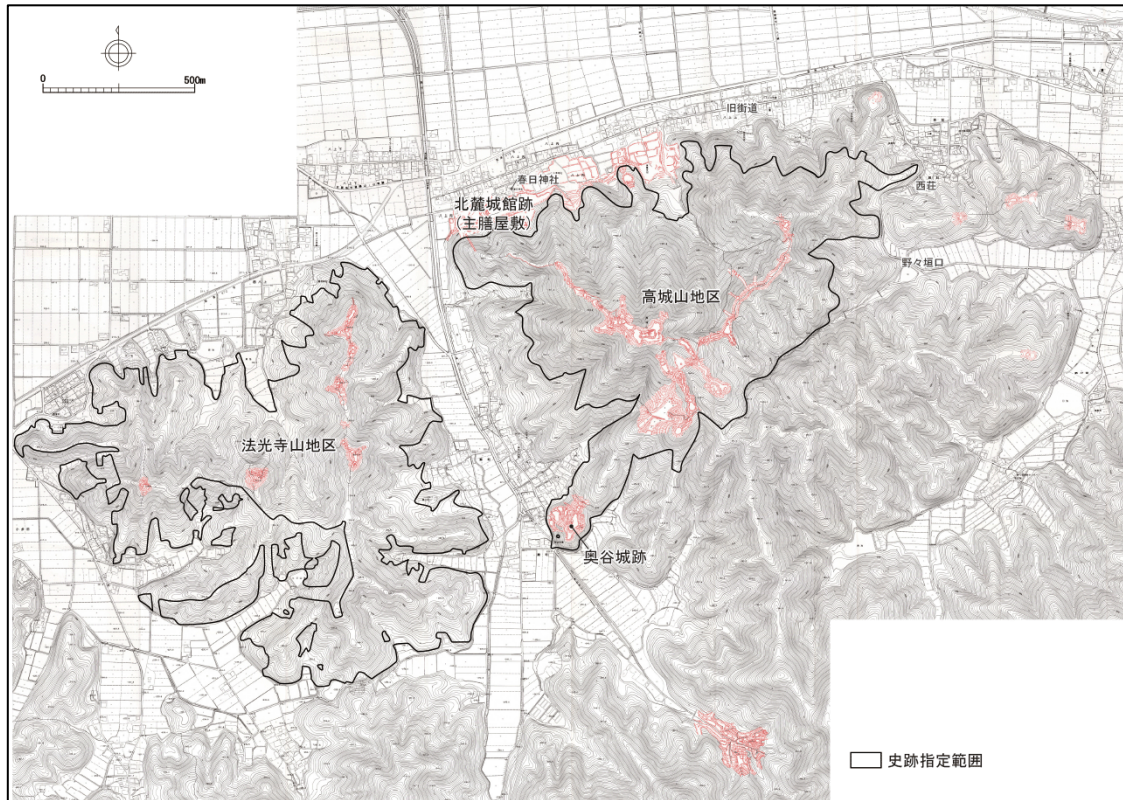 0
500m
旧街道
春日神社
西荘
北麓城館跡
(主膳屋敷)
野々垣口
高城山地区
法光寺山地区
奥谷城跡
史跡指定範囲